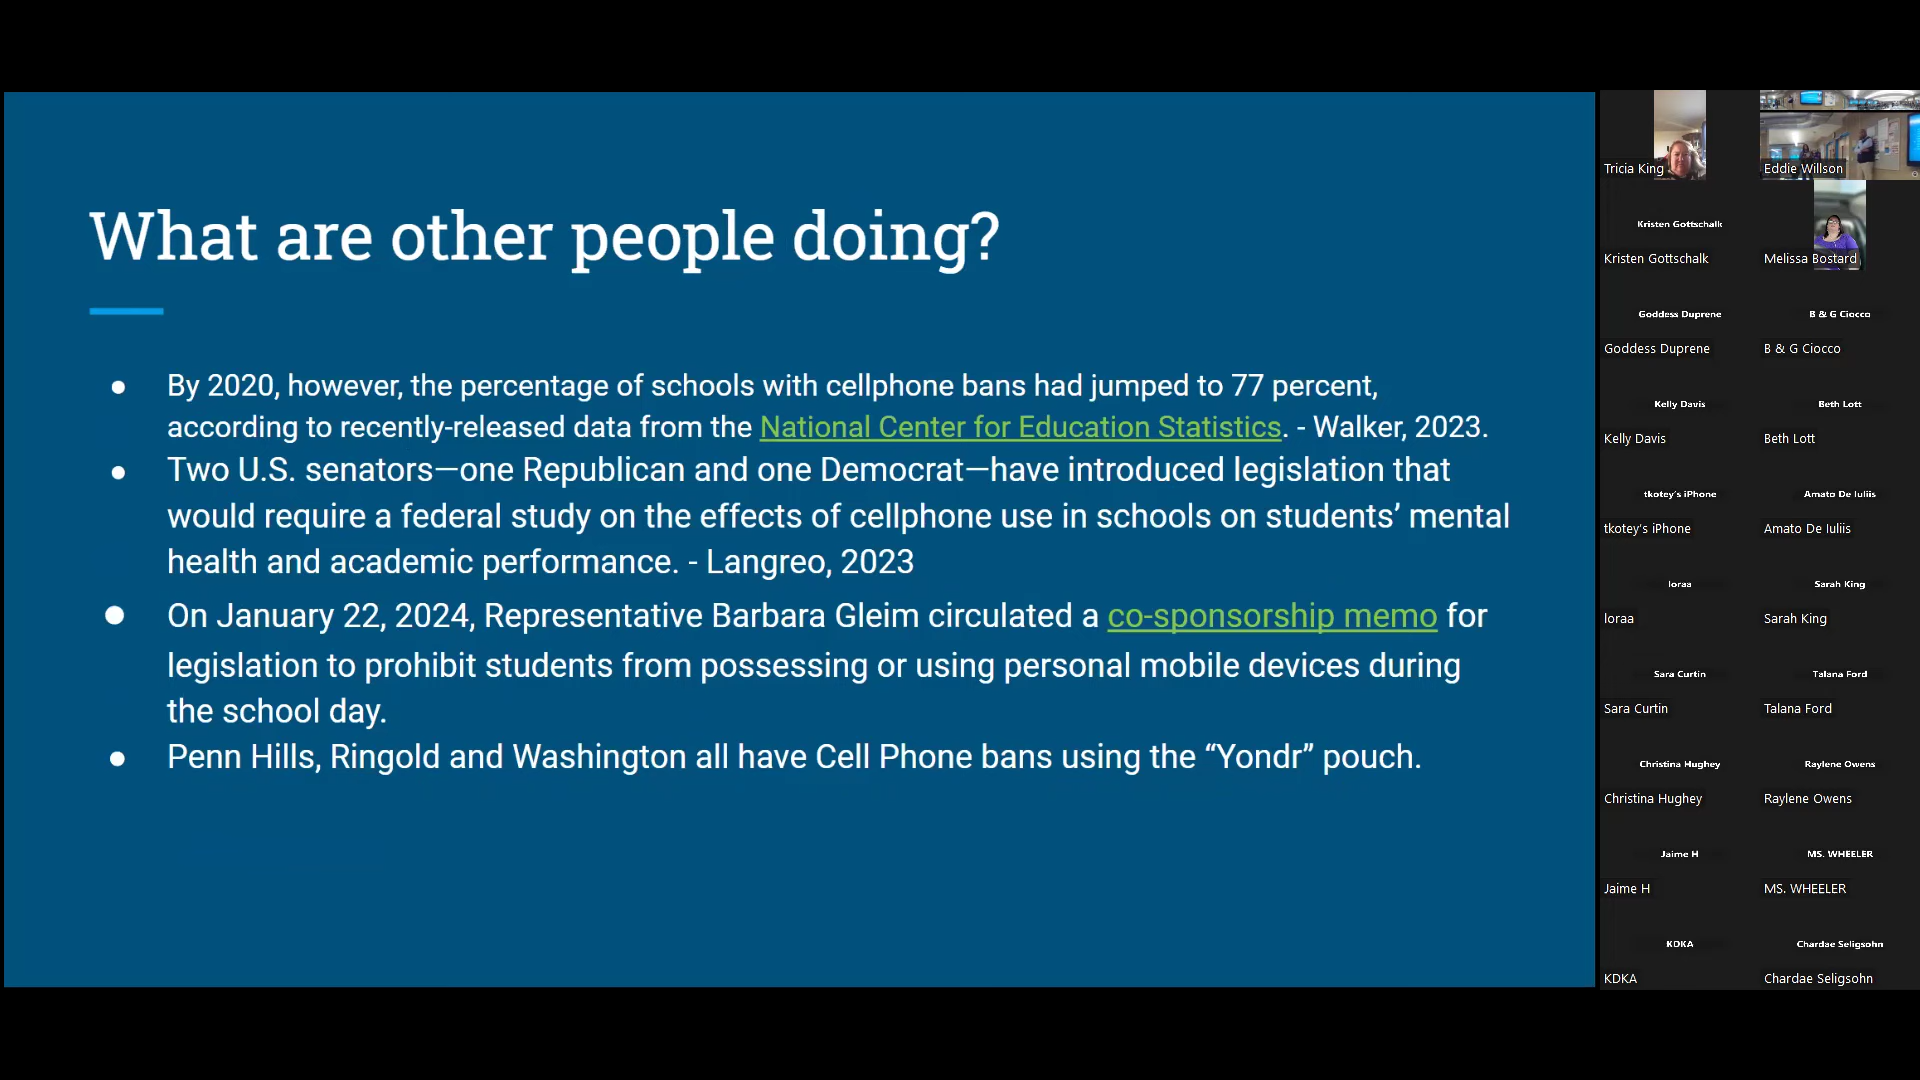 What are other people doing?
● By 2020, however, the percentage of schools with cellphone bans had jumped to 77 percent,
according to recently-released data from the National Center for Education Statistics. - Walker, 2023.
● Two U.S. senators—one Republican and one Democrat—have introduced legislation that
would require a federal study on the effects of cellphone use in schools on students’ mental
health and academic performance. - Langreo, 2023
● On January 22, 2024, Representative Barbara Gleim circulated a co-sponsorship memo for
legislation to prohibit students from possessing or using personal mobile devices during
the school day.
● Penn Hills, Ringold and Washington all have Cell Phone bans using the “Yondr” pouch.
Tricia King
Eddie Willson
Kristen Gottschalk
Kristen Gottschalk
Melissa Bostard
Goddess Duprene
B & G Ciocco
Goddess Duprene
B & G Ciocco
Kelly Davis
Beth Lott
Kelly Davis
Beth Lott
tkotey's iPhone
Amato De Iuliis
tkotey's iPhone
Amato De Iuliis
loraa
Sarah King
loraa
Sarah King
Sara Curtin
Talana Ford
Sara Curtin
Talana Ford
Christina Hughey
Raylene Owens
Christina Hughey
Raylene Owens
Jaime H
MS. WHEELER
Jaime H
MS. WHEELER
KDKA
Chardae Seligsohn
KDKA
Chardae Seligsohn